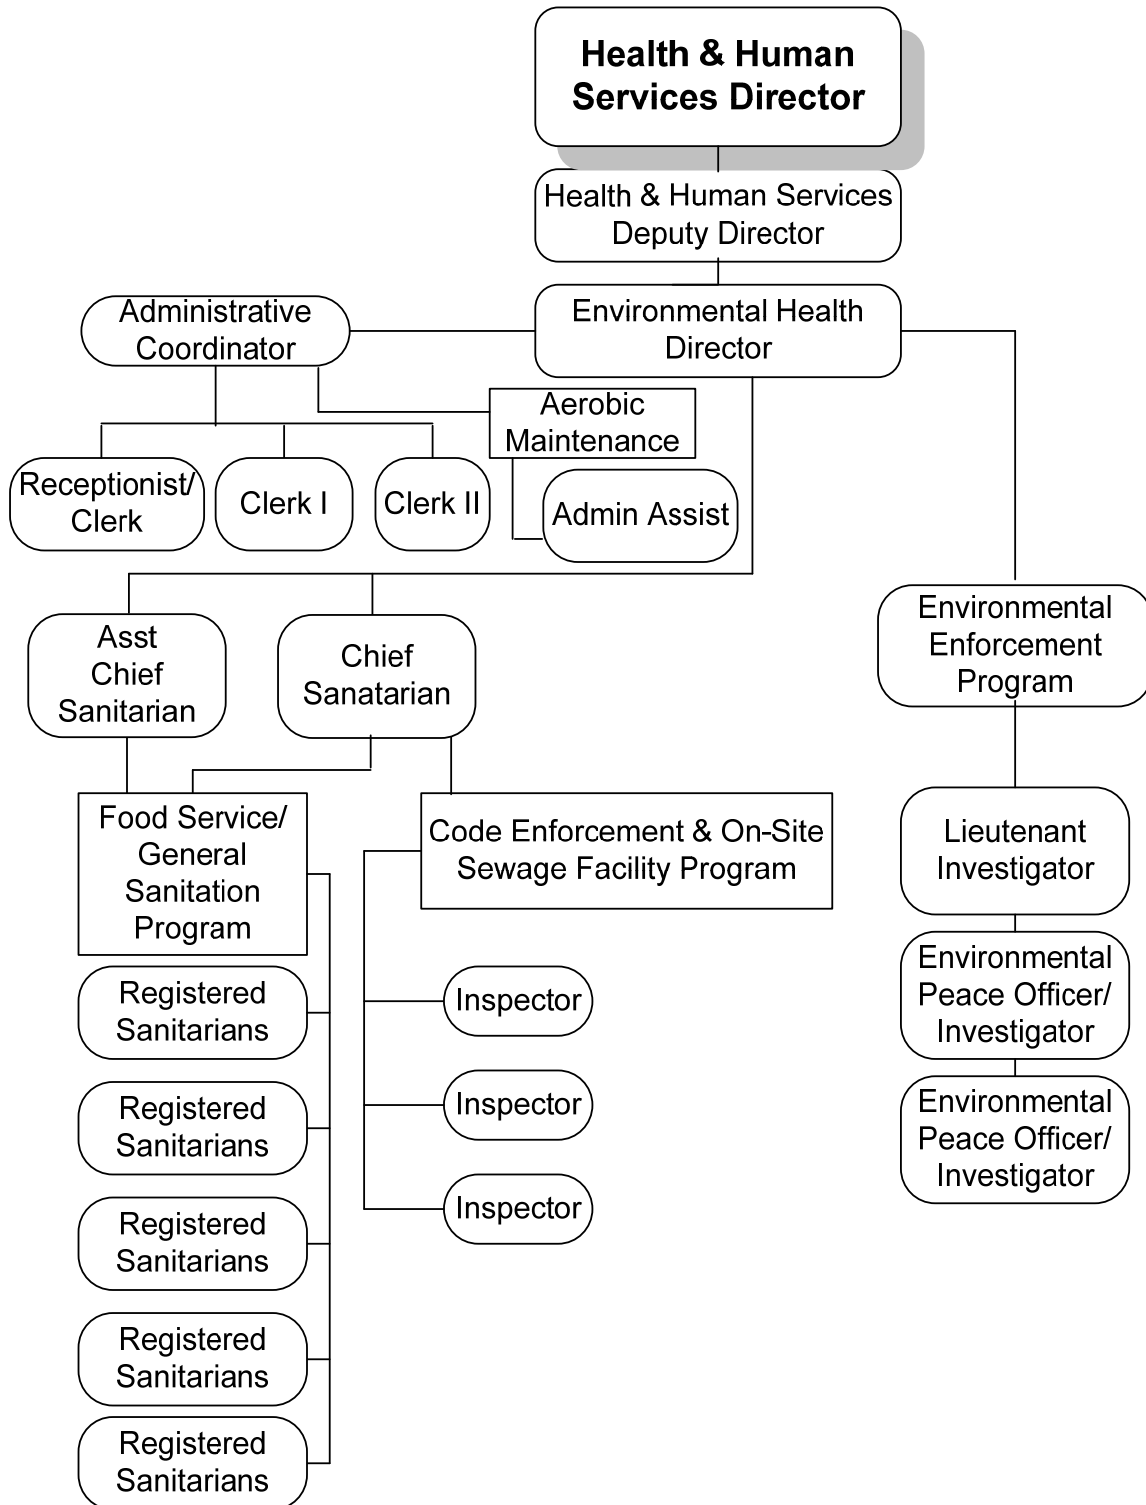 Health & Human
Services Director
Health & Human Services
Deputy Director
Administrative
Coordinator
Environmental Health
Director
Aerobic
Maintenance
Receptionist/
Clerk
Clerk I
Clerk II
Admin Assist
Asst
Chief
Sanitarian
Chief
Sanatarian
Environmental
Enforcement
Program
Food Service/
General
Sanitation
Program
Code Enforcement & On-Site
Sewage Facility Program
Lieutenant
Investigator
Registered
Sanitarians
Inspector
Environmental
Peace Officer/
Investigator
Registered
Sanitarians
Inspector
Environmental
Peace Officer/
Investigator
Registered
Sanitarians
Inspector
Registered
Sanitarians
Registered
Sanitarians